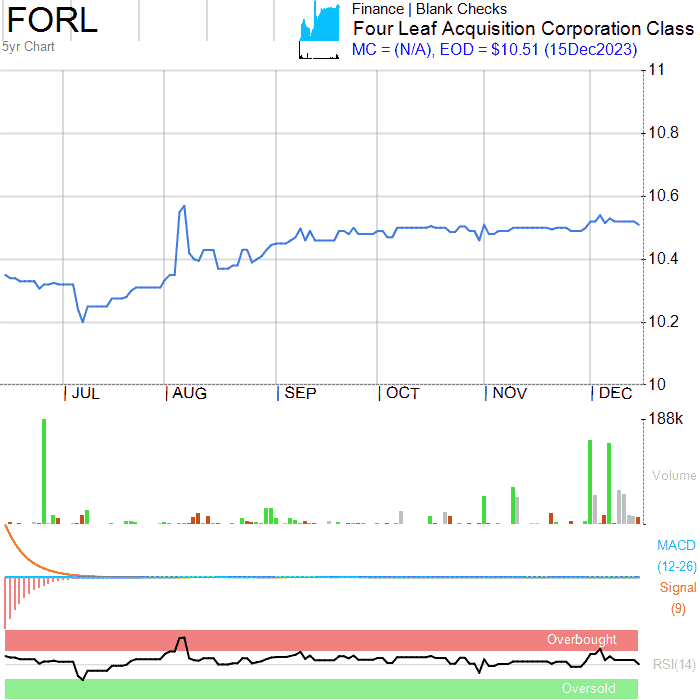 FORL
5yr Chart
Finance | Blank Checks
Four Leaf Acquisition Corporation Class
MC = (N/A), EOD = $10.51 (15Dec2023)
11
10.8
10.6
10.4
10.2
10
JUL
AUG
SEP
OCT
NOV
DEC
188k
Volume
MACD
(12-26)
Signal
(9)
Overbought
RSI(14)
Oversold